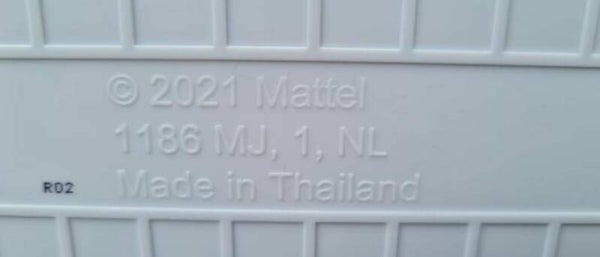 © 2021 Mattel
1186 MJ, 1, NL
R02 Made in Thailand